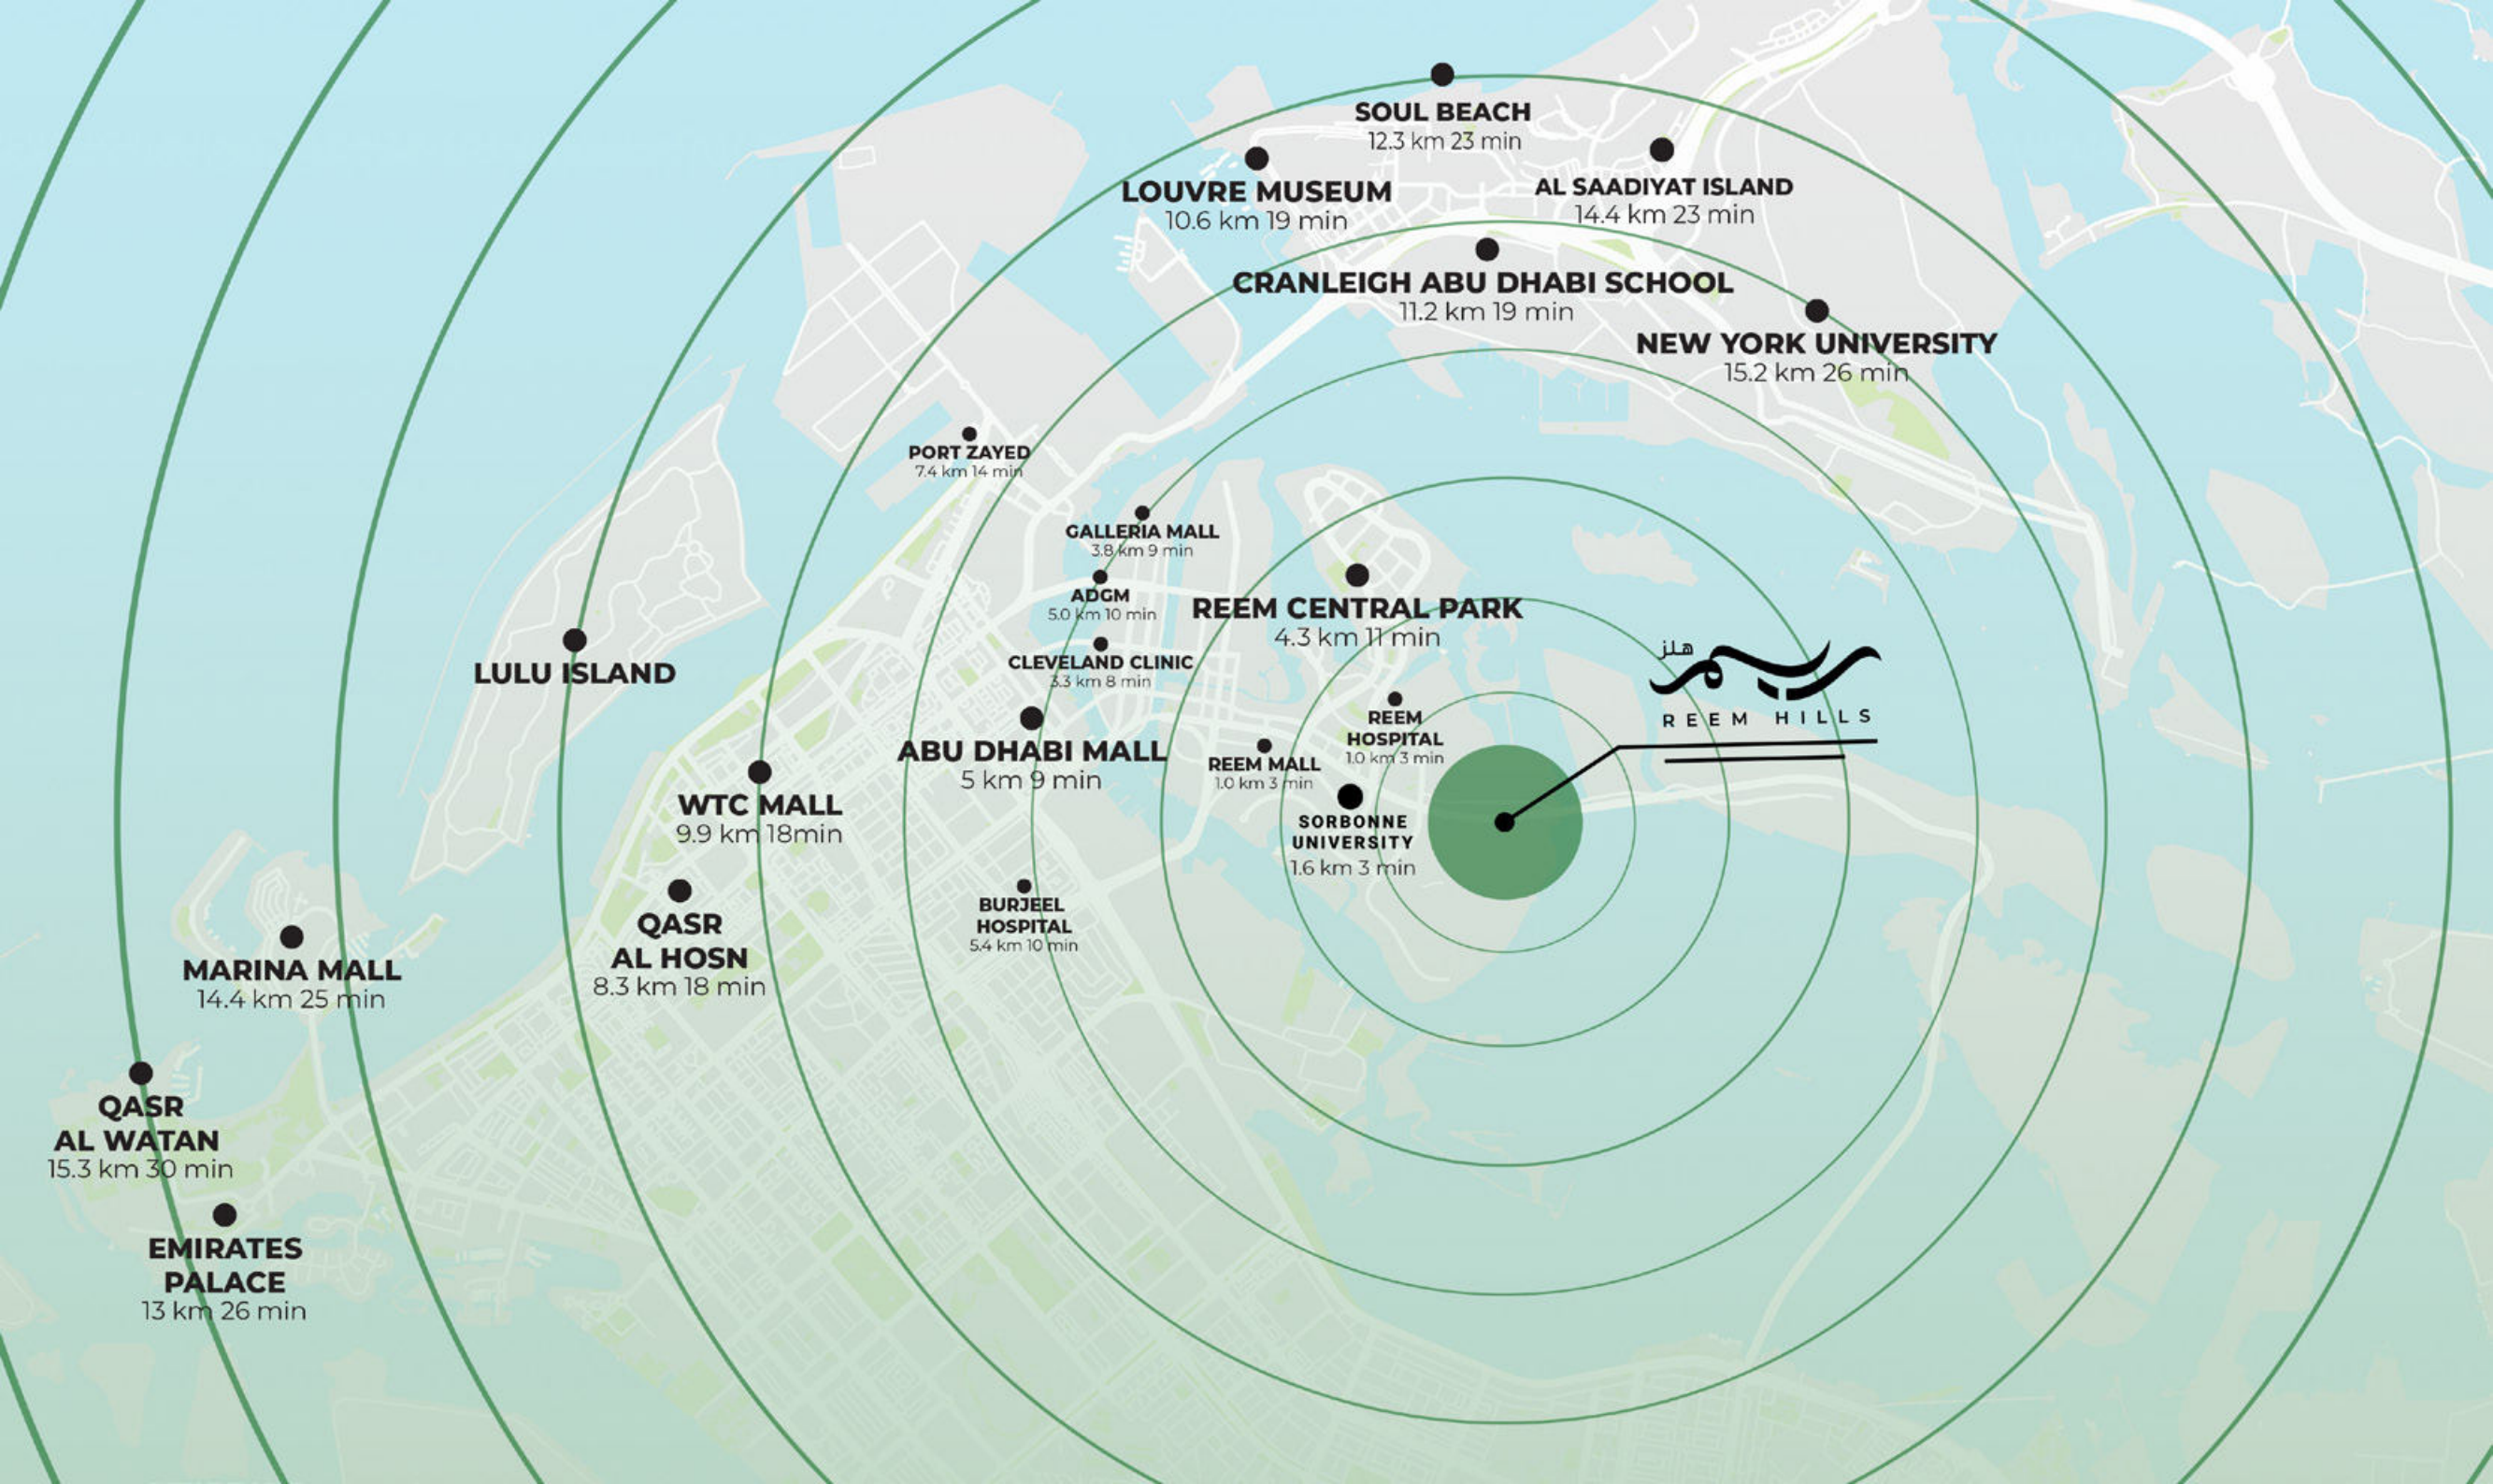 SOUL BEACH
12.3 km 23 min
LOUVRE MUSEUM
10.6 km 19 min
AL SAADIYAT ISLAND
14.4 km 23 min
CRANLEIGH ABU DHABI SCHOOL
11.2 km 19 min
NEW YORK UNIVERSITY
15.2 km 26 min
PORT ZAYED
7.4 km 14 min
GALLERIA MALL
3.8 km 9 min
ADGM
5.0 km 10 min
REEM CENTRAL PARK
4.3 km 11 min
CLEVELAND CLINIC
3.3 km 8 min
LULU ISLAND
ريم هلز
REEM HILLS
REEM
HOSPITAL
1.0 km 3 min
ABU DHABI MALL
5 km 9 min
REEM MALL
1.0 km 3 min
WTC MALL
9.9 km 18min
SORBONNE
UNIVERSITY
1.6 km 3 min
QASR
AL HOSN
8.3 km 18 min
BURJEEL
HOSPITAL
5.4 km 10 min
MARINA MALL
14.4 km 25 min
QASR
AL WATAN
15.3 km 30 min
EMIRATES
PALACE
13 km 26 min